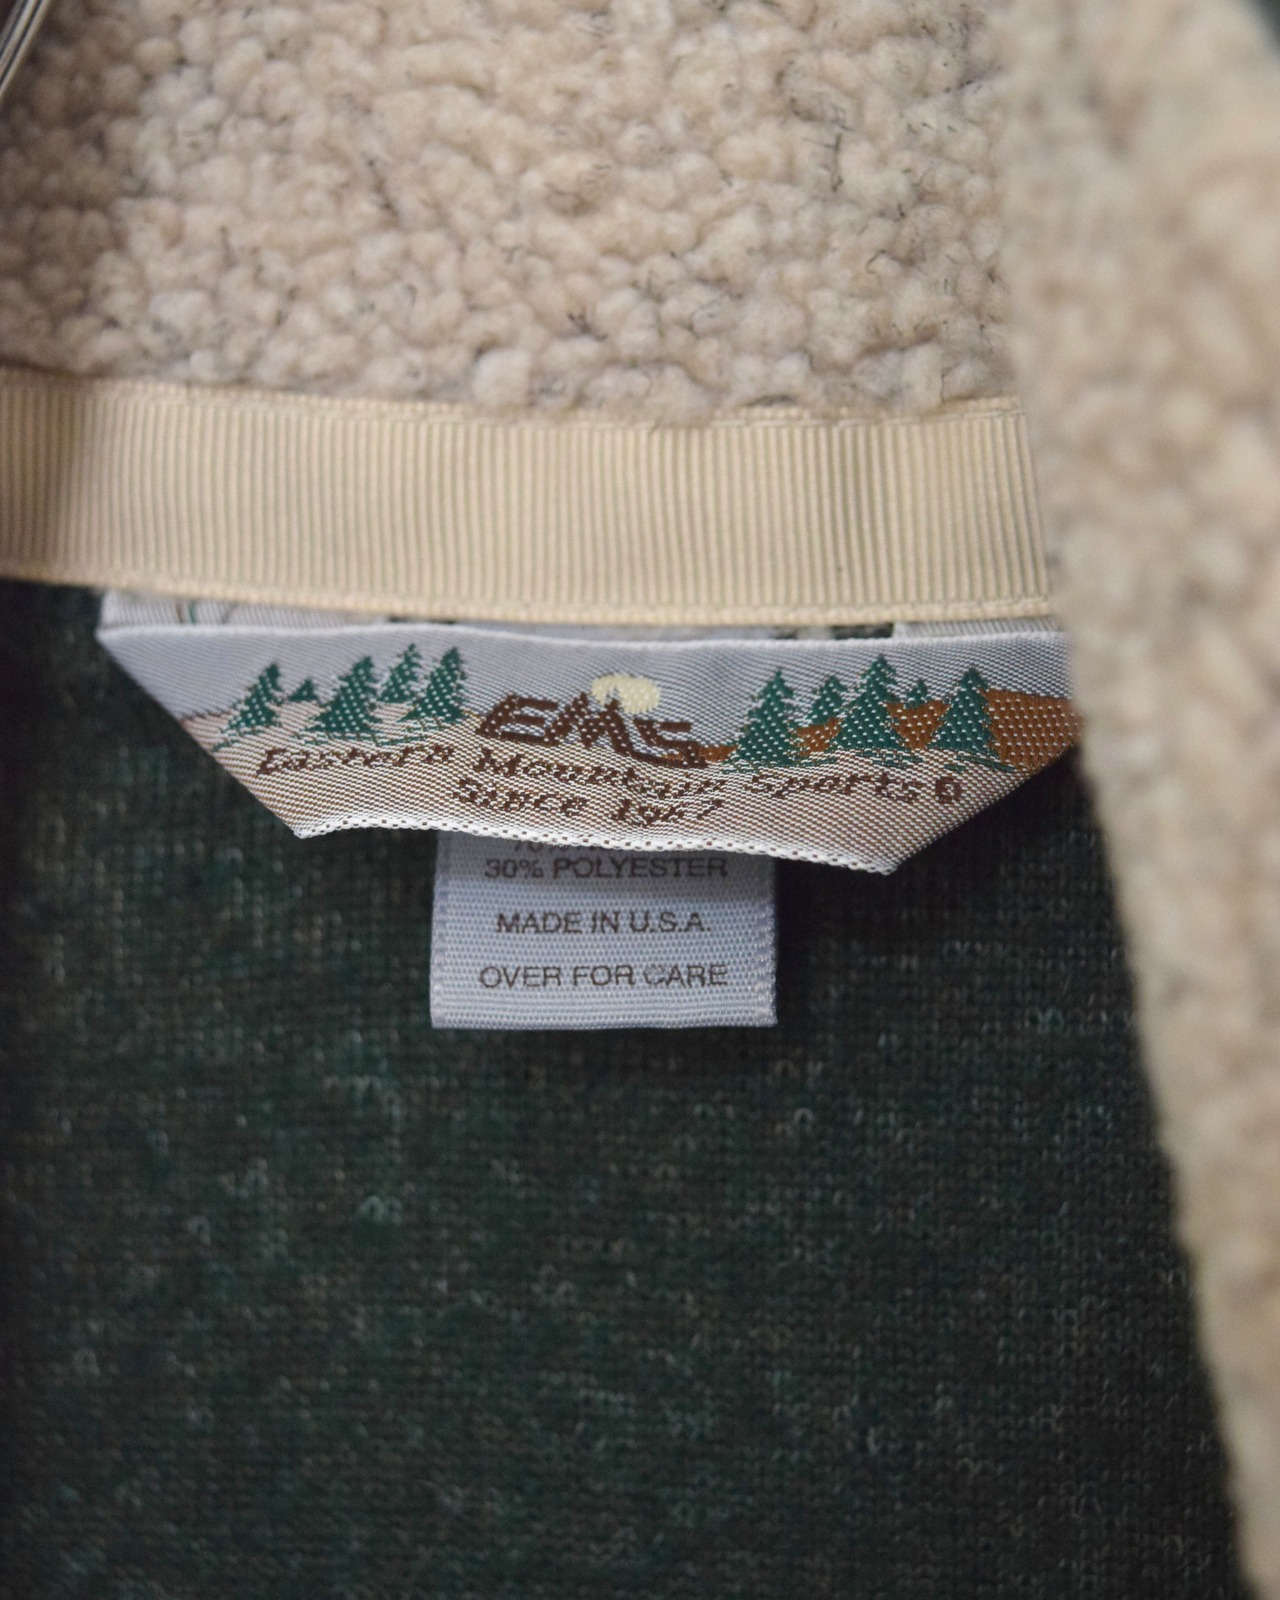 EMS
Eastern Mountain Sports®
Since 1967
30% POLYESTER
MADE IN U.S.A.
OVER FOR CARE